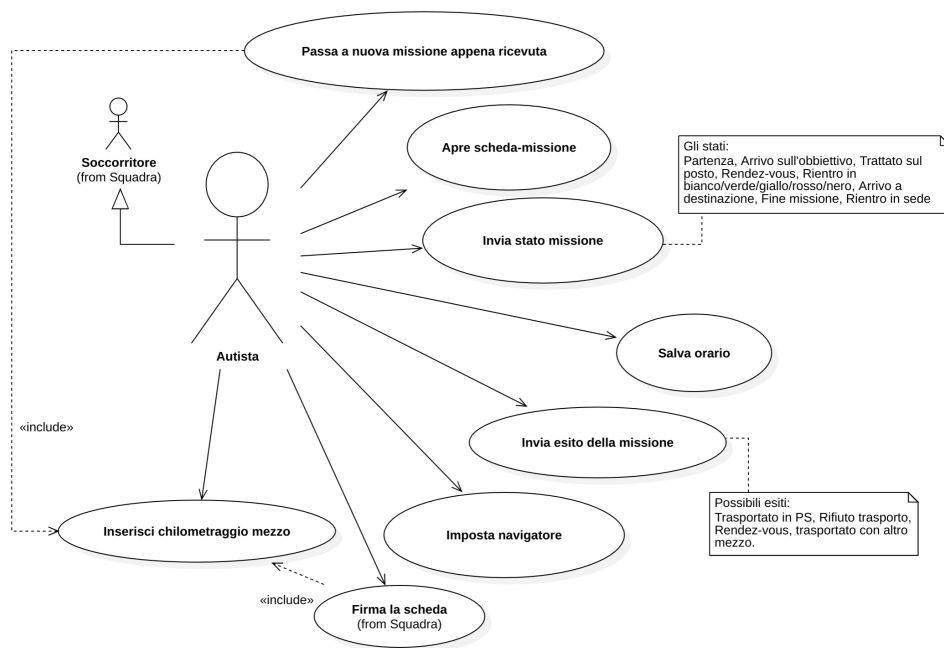 Passa a nuova missione appena ricevuta
Apre scheda-missione
Gli stati:
Partenza, Arrivo sull'obbiettivo, Trattato sul
posto, Rendez-vous, Rientro in
bianco/verde/giallo/rosso/nero, Arrivo a
destinazione, Fine missione, Rientro in sede
Soccorritore
(from Squadra)
Invia stato missione
Autista
Salva orario
«include»
Invia esito della missione
Possibili esiti:
Trasportato in PS, Rifiuto trasporto,
Rendez-vous, trasportato con altro
mezzo.
Inserisci chilometraggio mezzo
Imposta navigatore
«include»
Firma la scheda
(from Squadra)